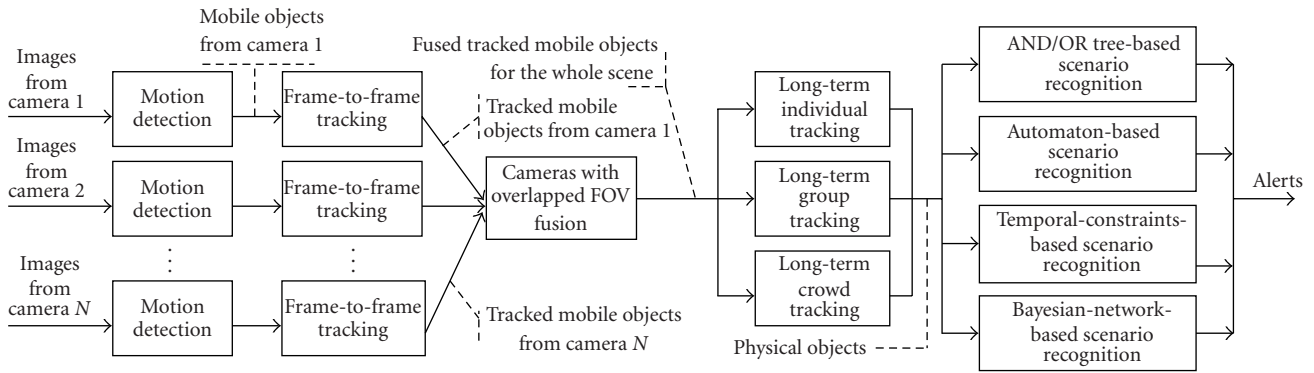 Images
from
camera 1
Motion
detection
Mobile objects
from camera 1
Frame-to-frame
tracking
Tracked mobile
objects from camera 1
Images
from
camera 2
Motion
detection
Frame-to-frame
tracking
⋮
⋮
Images
from
camera N
Motion
detection
Frame-to-frame
tracking
Tracked mobile objects
from camera N
Cameras with
overlapped FOV
fusion
Fused tracked mobile objects
for the whole scene
Long-term
individual
tracking
Long-term
group
tracking
Long-term
crowd
tracking
Physical objects
AND/OR tree-based
scenario
recognition
Automaton-based
scenario
recognition
Temporal-constraints-
based scenario
recognition
Bayesian-network-
based scenario
recognition
Alerts